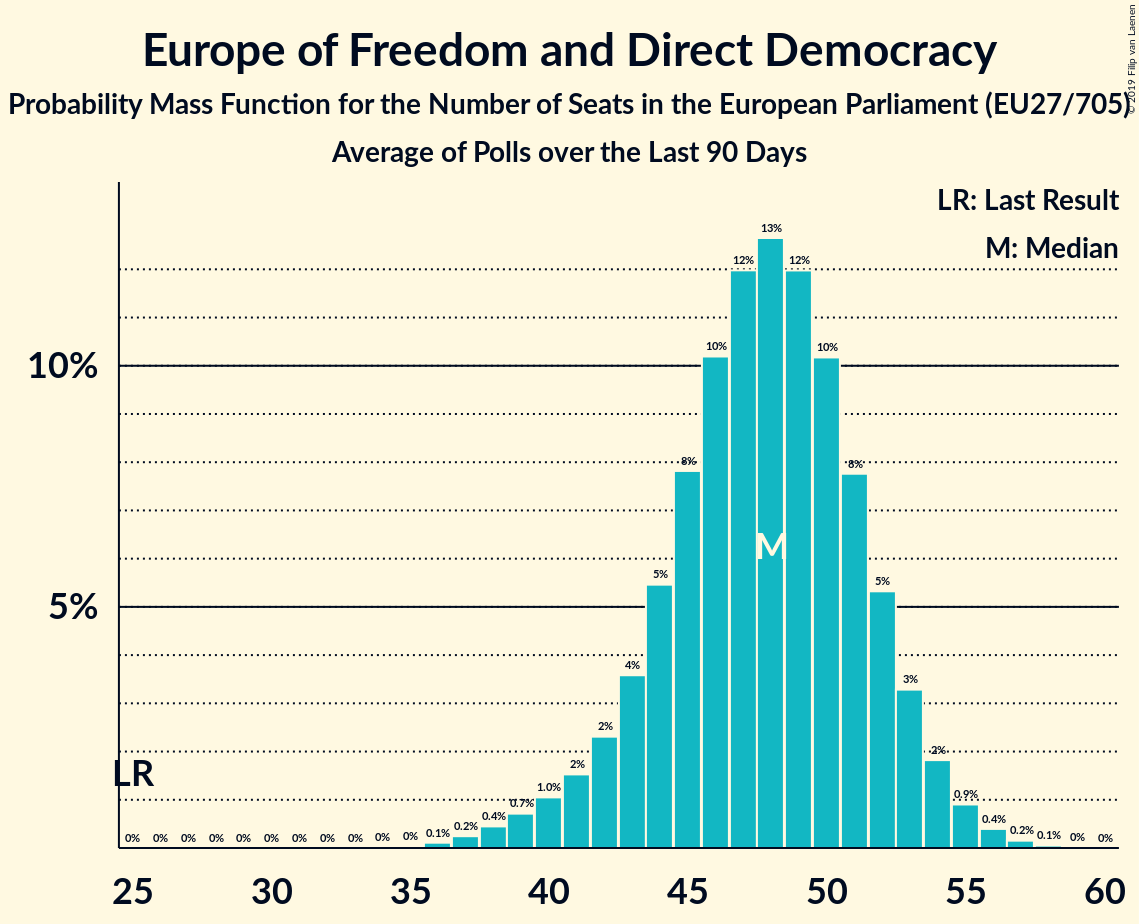 Europe of Freedom and Direct Democracy
Probability Mass Function for the Number of Seats in the European Parliament (EU27/705)
Average of Polls over the Last 90 Days
© 2019 Filip van Laenen
LR: Last Result
M: Median
10%
5%
LR
M
0% 0% 0% 0% 0% 0% 0% 0% 0% 0% 0% 0.1% 0.2% 0.4% 0.7% 1.0% 2% 2% 4% 5% 8% 10% 12% 13% 12% 10% 8% 5% 3% 2% 0.9% 0.4% 0.2% 0.1% 0% 0%
25 30 35 40 45 50 55 60